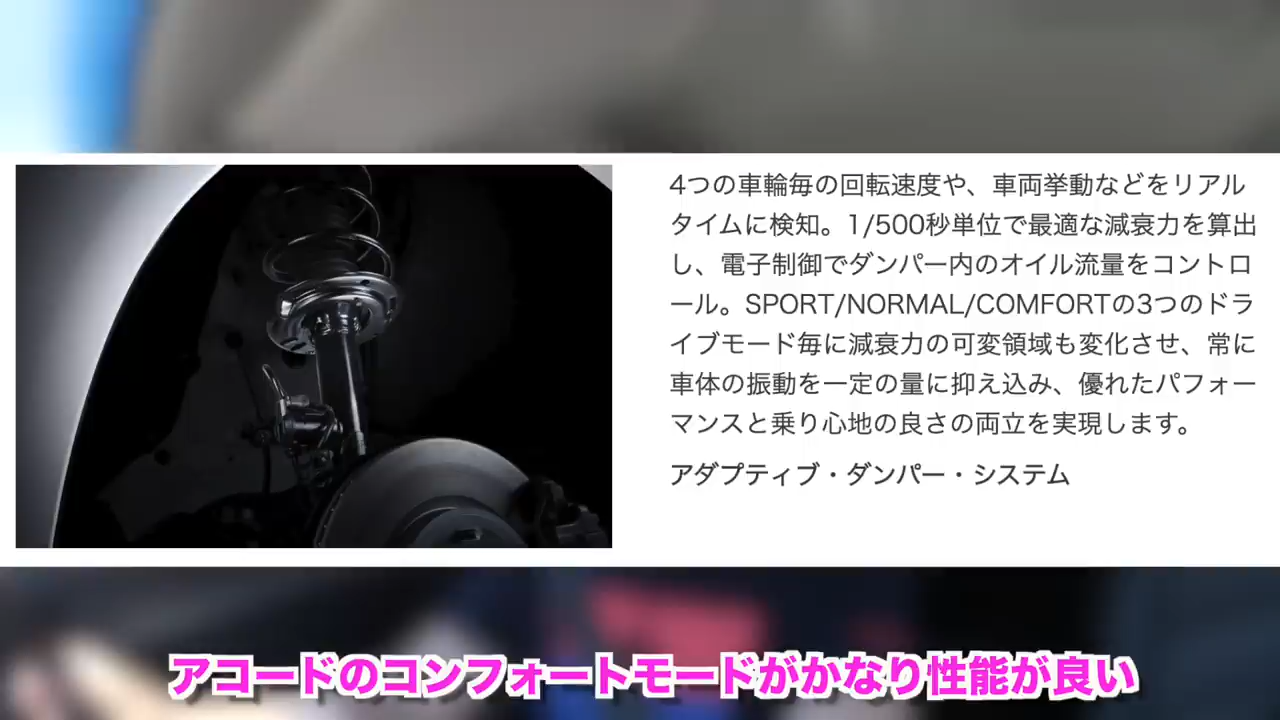 4つの車輪毎の回転速度や、車両挙動などをリアル
タイムに検知。1/500秒単位で最適な減衰力を算出
し、電子制御でダンパー内のオイル流量をコントロ
ール。SPORT/NORMAL/COMFORTの3つのドラ
イブモード毎に減衰力の可変領域も変化させ、常に
車体の振動を一定の量に抑え込み、優れたパフォー
マンスと乗り心地の良さの両立を実現します。
アダプティブ・ダンパー・システム
アコードのコンフォートモードがかなり性能が良い